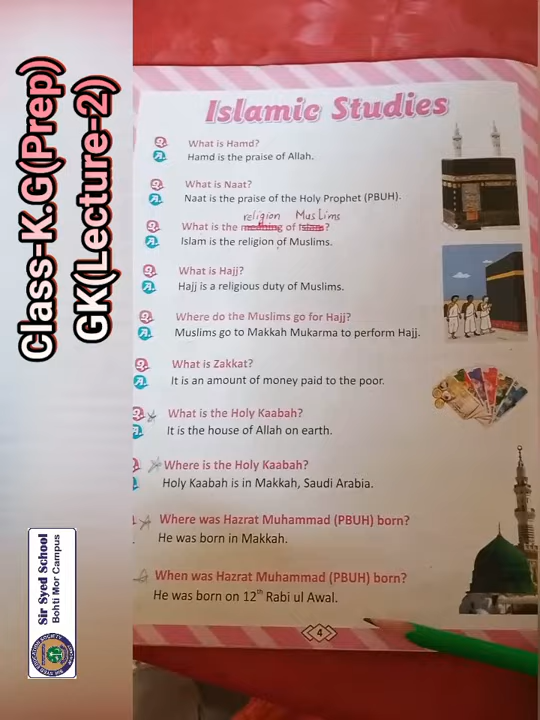 Class-K.G(Prep)
GK(Lecture-2)
Sir Syed School
Bohti Mor Campus
Islamic Studies
Q. What is Hamd?
A. Hamd is the praise of Allah.
Q. What is Naat?
A. Naat is the praise of the Holy Prophet (PBUH).
religion Muslims
Q. What is the meaning of Islam?
A. Islam is the religion of Muslims.
Q. What is Hajj?
A. Hajj is a religious duty of Muslims.
Q. Where do the Muslims go for Hajj?
A. Muslims go to Makkah Mukarma to perform Hajj.
Q. What is Zakkat?
A. It is an amount of money paid to the poor.
Q. What is the Holy Kaabah?
A. It is the house of Allah on earth.
Where is the Holy Kaabah?
Holy Kaabah is in Makkah, Saudi Arabia.
Where was Hazrat Muhammad (PBUH) born?
He was born in Makkah.
When was Hazrat Muhammad (PBUH) born?
He was born on 12th Rabi ul Awal.
4